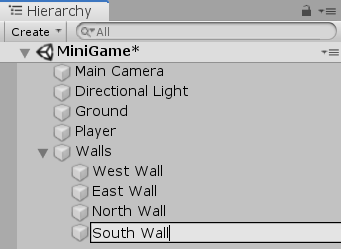 Hierarchy
Create All
MiniGame*
Main Camera
Directional Light
Ground
Player
Walls
West Wall
East Wall
North Wall
South Wall